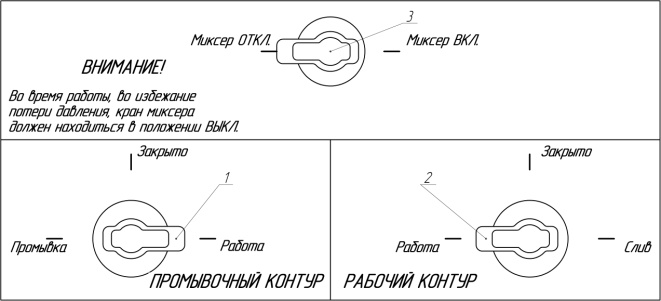 3
Миксер ОТКЛ.
Миксер ВКЛ.
ВНИМАНИЕ!
Во время работы, во избежание
потери давления, кран миксера
должен находиться в положении ВЫКЛ.
Закрыто
1
Промывка
Работа
ПРОМЫВОЧНЫЙ КОНТУР
Закрыто
2
Работа
Слив
РАБОЧИЙ КОНТУР